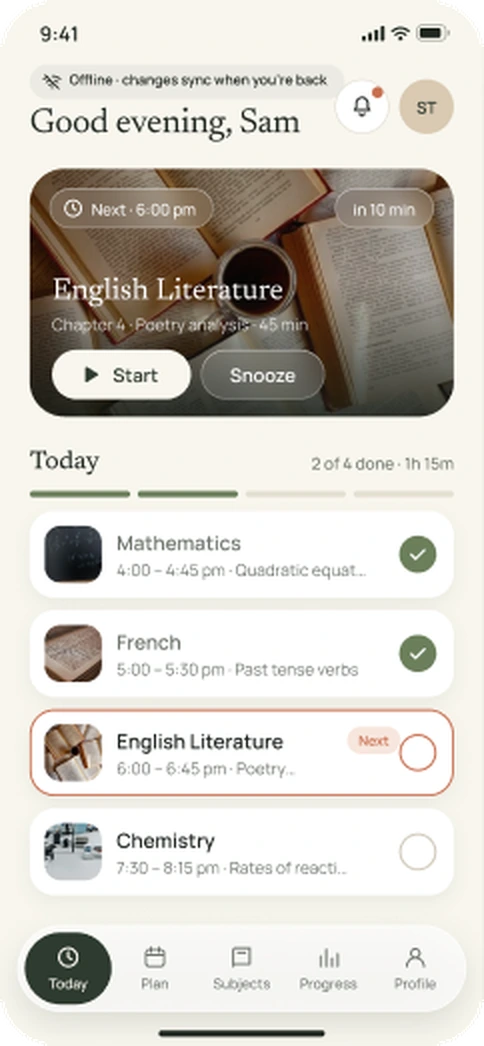 9:41
Offline · changes sync when you're back
Good evening, Sam
ST
Next · 6:00 pm
in 10 min
English Literature
Chapter 4 · Poetry analysis · 45 min
Start
Snooze
Today
2 of 4 done · 1h 15m
Mathematics
4:00 – 4:45 pm · Quadratic equat...
French
5:00 – 5:30 pm · Past tense verbs
English Literature
Next
6:00 – 6:45 pm · Poetry...
Chemistry
7:30 – 8:15 pm · Rates of reacti...
Today
Plan
Subjects
Progress
Profile